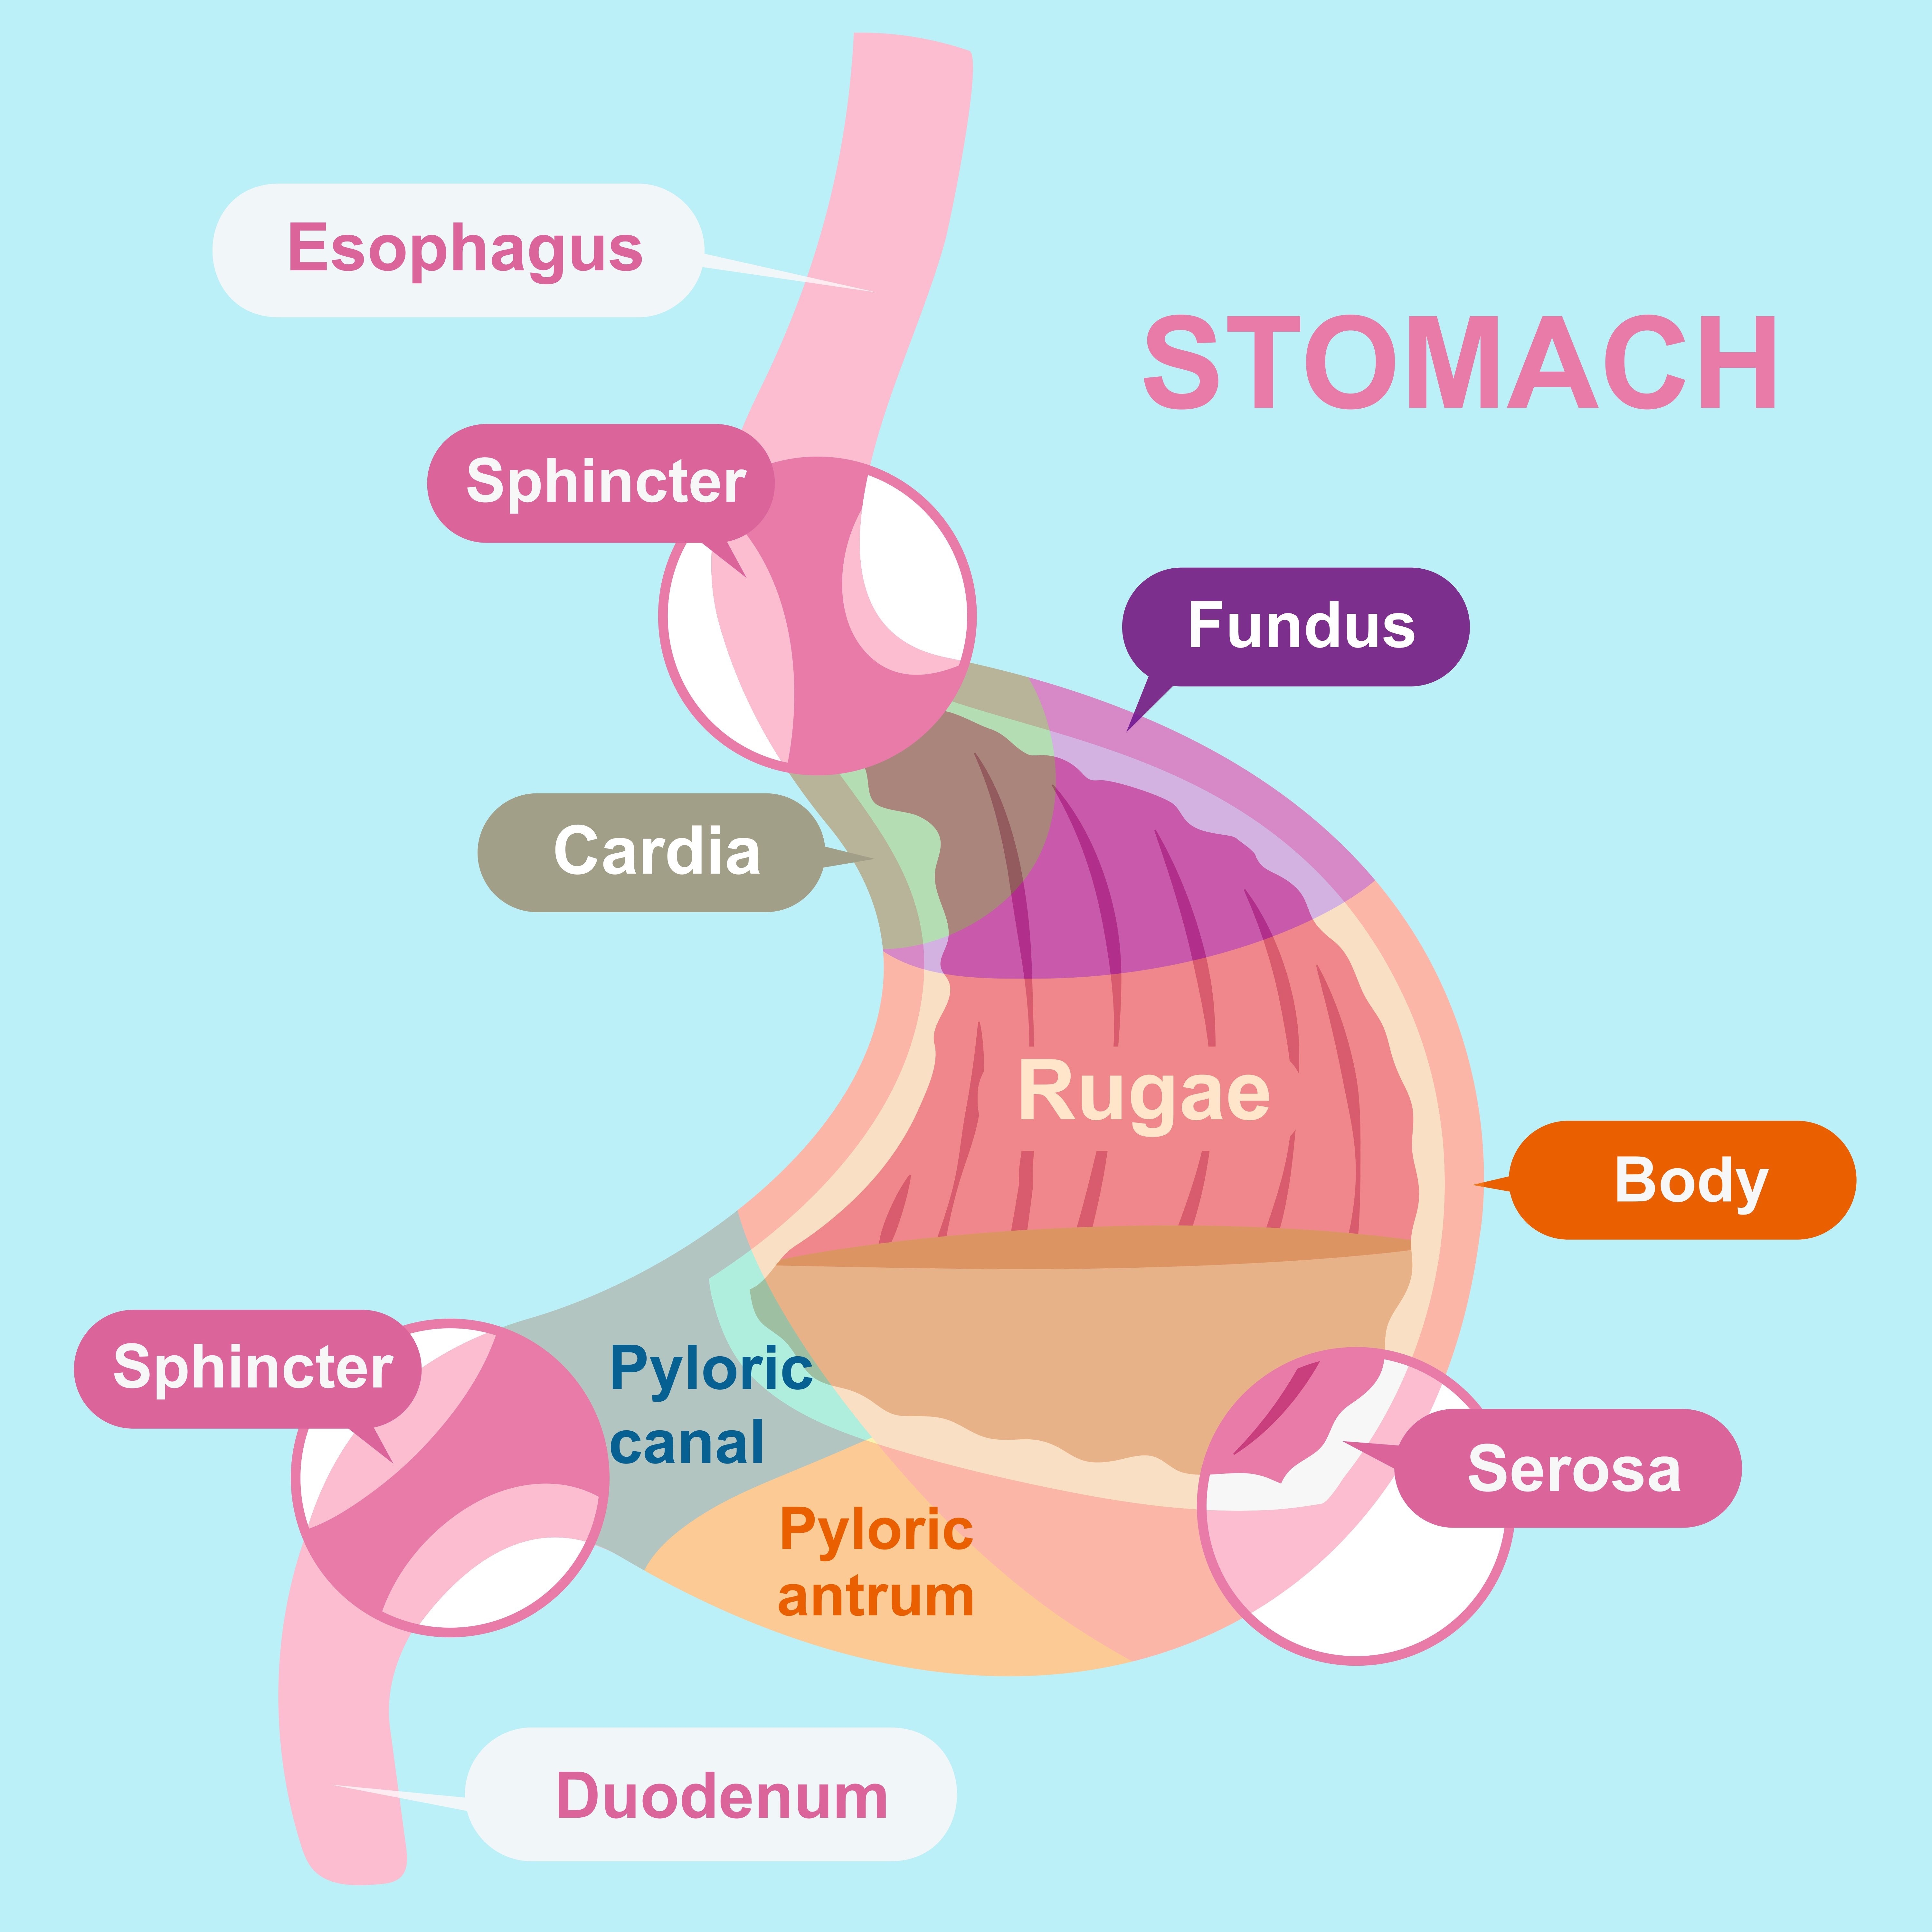 Esophagus
STOMACH
Sphincter
Fundus
Cardia
Rugae
Body
Sphincter
Pyloric
canal
Serosa
Pyloric
antrum
Duodenum